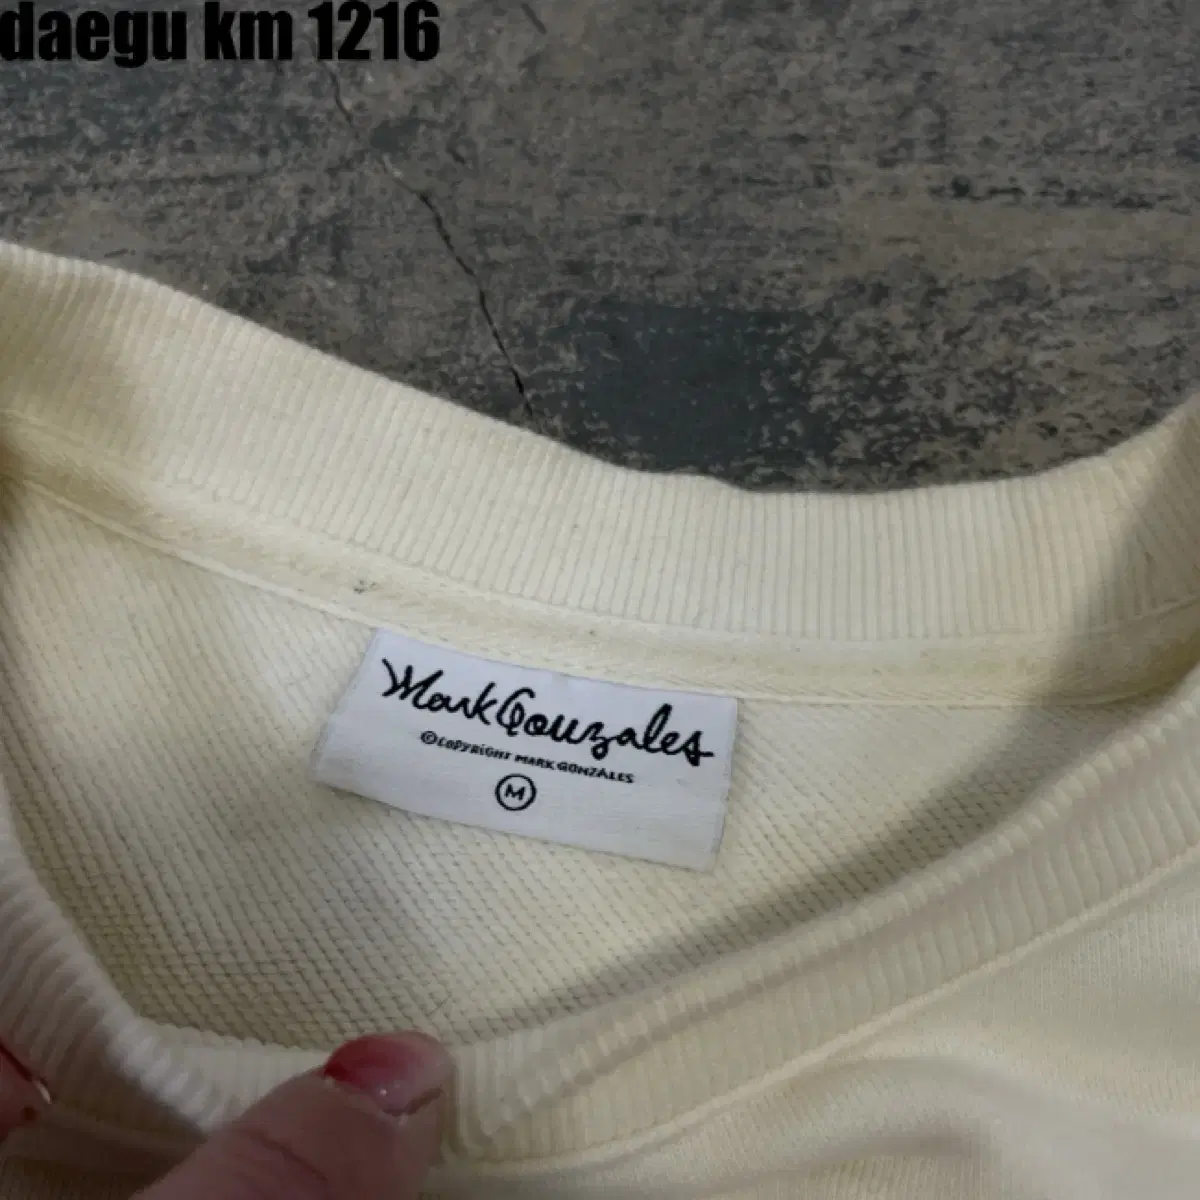 daegu km 1216
Mark Gonzales
©COPYRIGHT MARK GONZALES
M